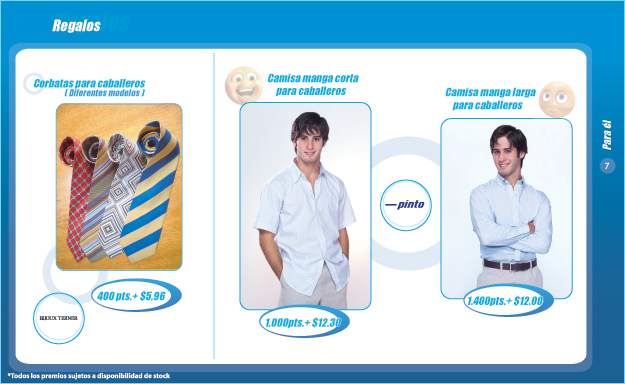 Regalos
Corbatas para caballeros
( Diferentes modelos )
400 pts.+ $5.96
BIJOUX TERNER
Camisa manga corta
para caballeros
1.000pts.+ $12.30
pinto
Camisa manga larga
para caballeros
1.400pts.+ $12.00
Para él
7
*Todos los premios sujetos a disponibilidad de stock